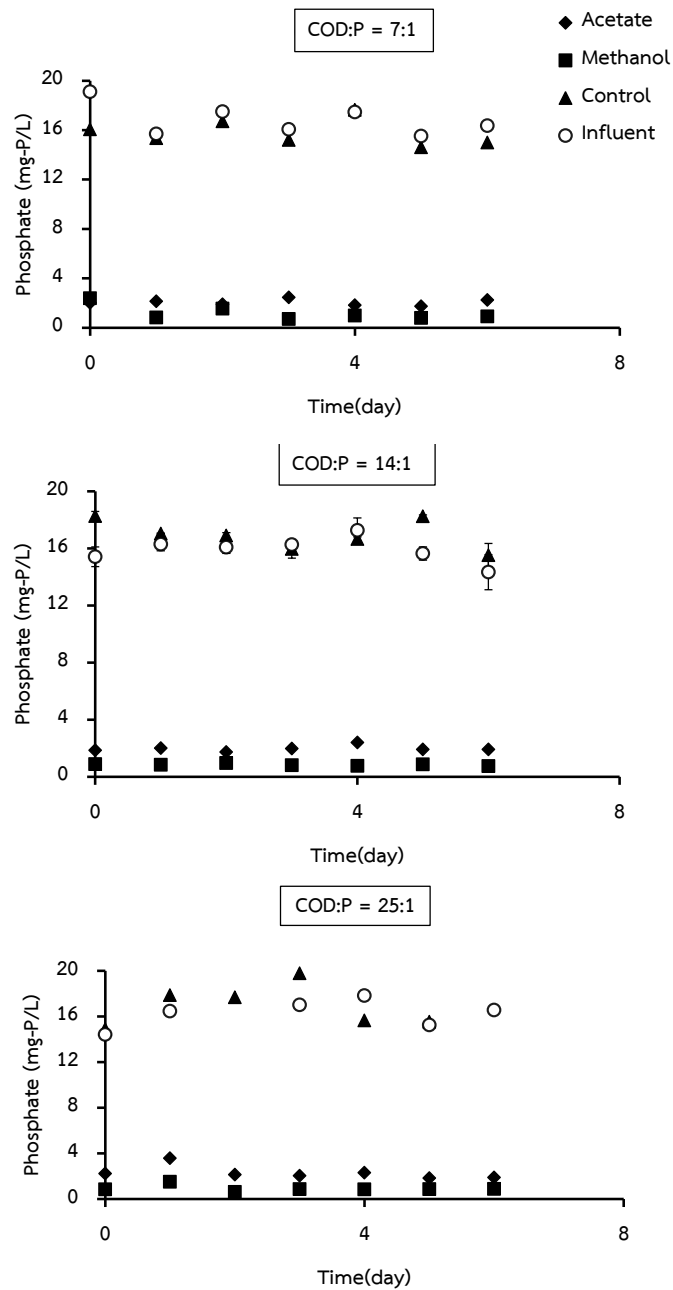 COD:P = 7:1
Acetate
Methanol
Control
Influent
Phosphate (mg-P/L)
20
16
12
8
4
0
0 4 8
Time(day)
COD:P = 14:1
Phosphate (mg-P/L)
20
16
12
8
4
0
0 4 8
Time(day)
COD:P = 25:1
Phosphate (mg-P/L)
20
16
12
8
4
0
0 4 8
Time(day)